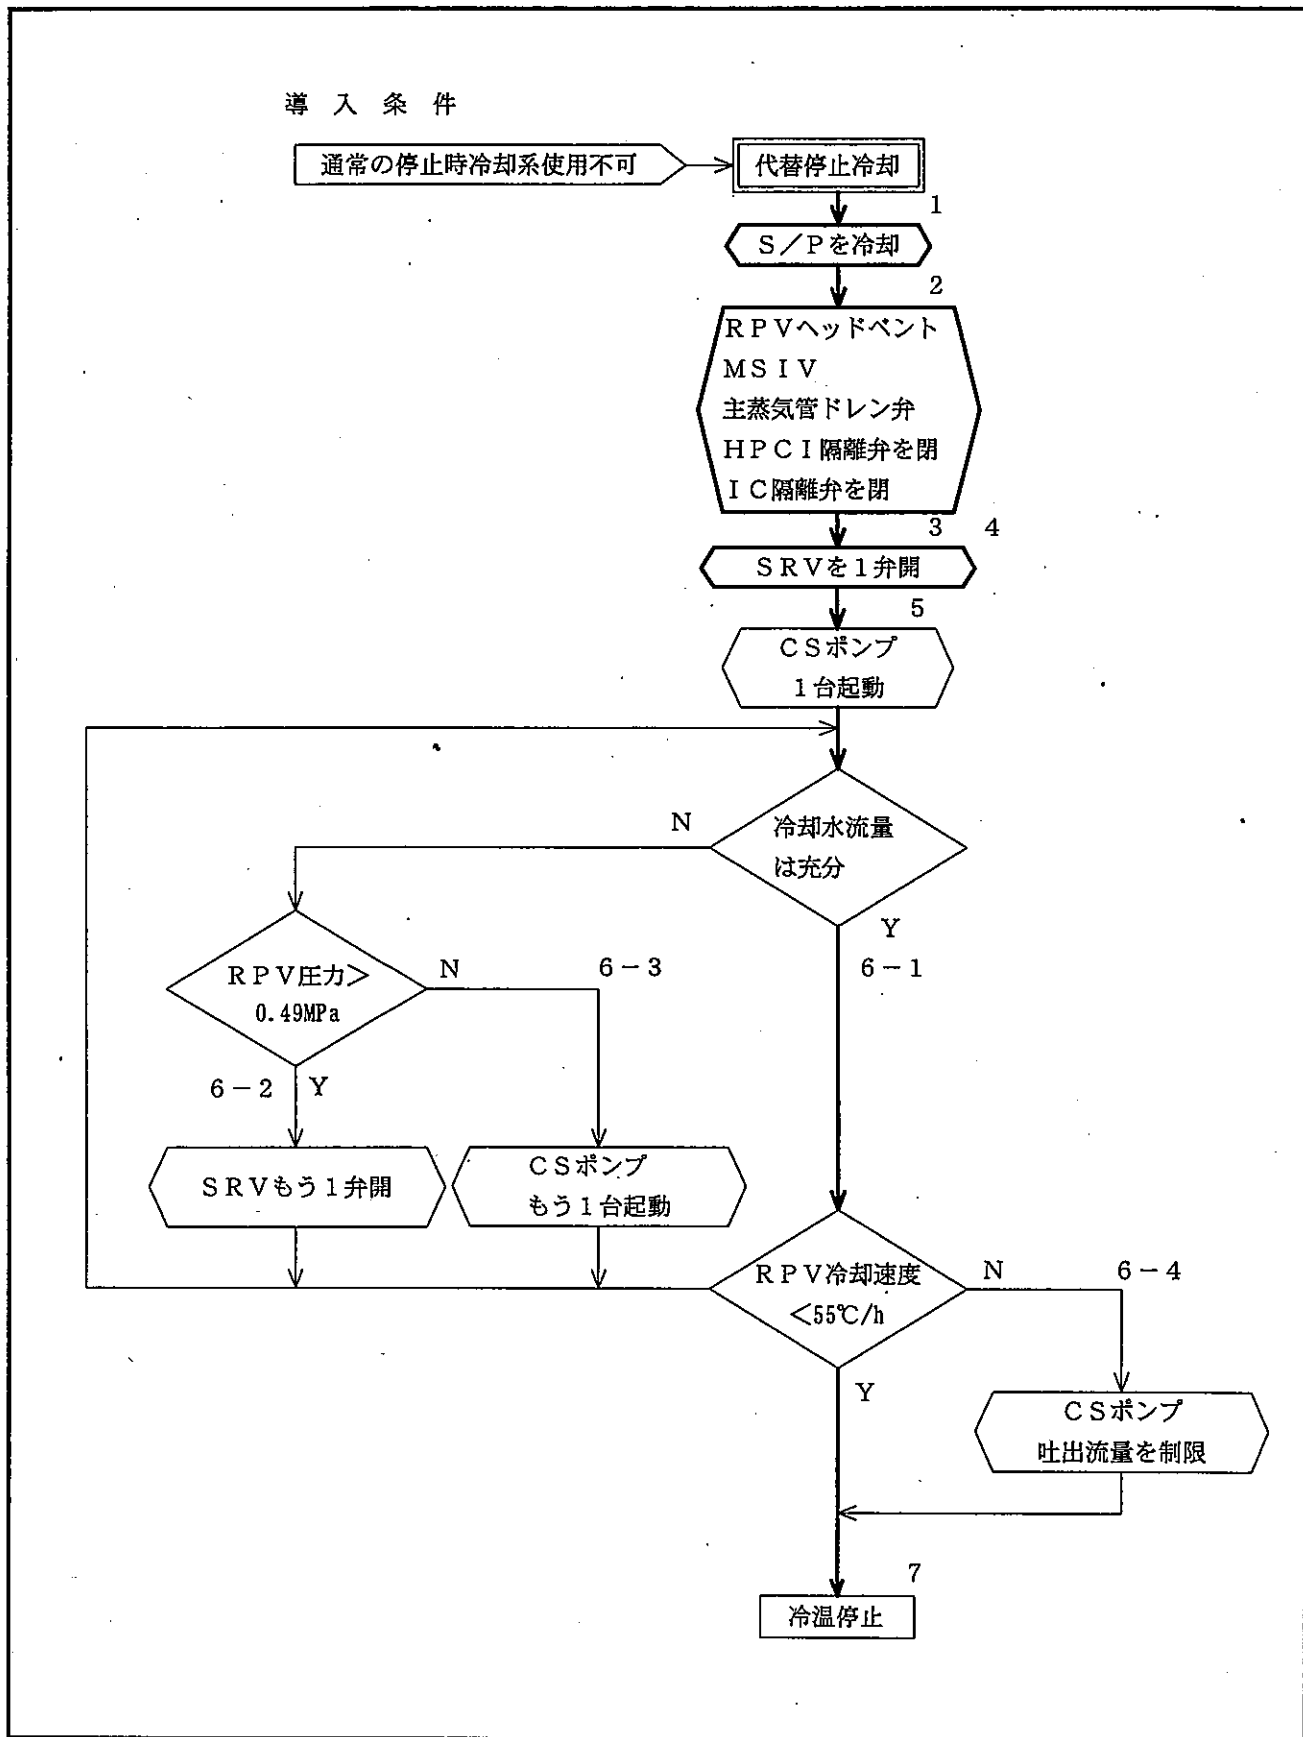 導入条件
通常の停止時冷却系使用不可
代替停止冷却
1
S/Pを冷却
2
RPVヘッドベント
MSIV
主蒸気管ドレン弁
HPCI隔離弁を閉
IC隔離弁を閉
3 4
SRVを1弁開
5
CSポンプ
1台起動
N
冷却水流量
は充分
Y
6-1
RPV圧力>
0.49MPa
N
6-3
6-2
Y
SRVもう1弁開
CSポンプ
もう1台起動
RPV冷却速度
<55℃/h
N
6-4
Y
CSポンプ
吐出流量を制限
7
冷温停止